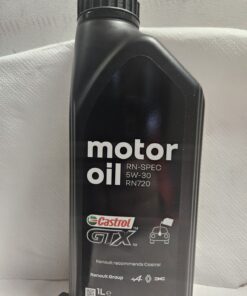 motor
oil
RN-SPEC
5W-30
RN720
Castrol
GTX
Renault recommends Castrol
Renault Group
1L